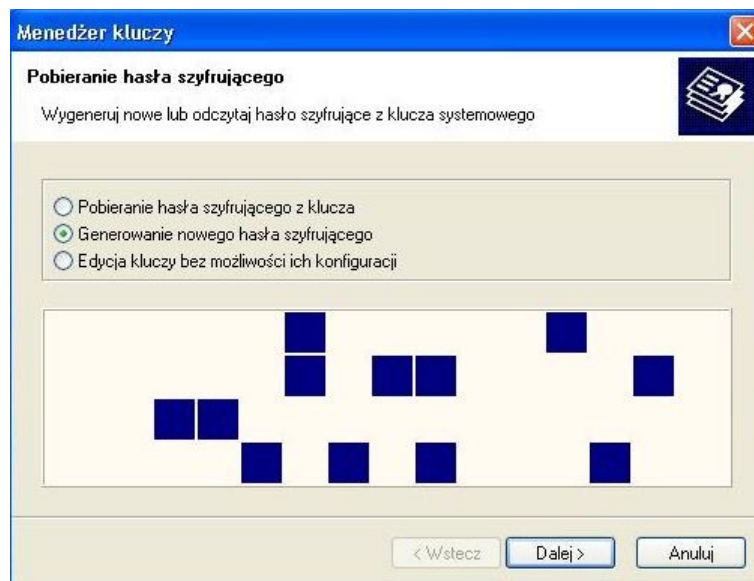 Menedżer kluczy
Pobieranie hasła szyfrującego
Wygeneruj nowe lub odczytaj hasło szyfrujące z klucza systemowego
Pobieranie hasła szyfrującego z klucza
Generowanie nowego hasła szyfrującego
Edycja kluczy bez możliwości ich konfiguracji
< Wstecz Dalej > Anuluj